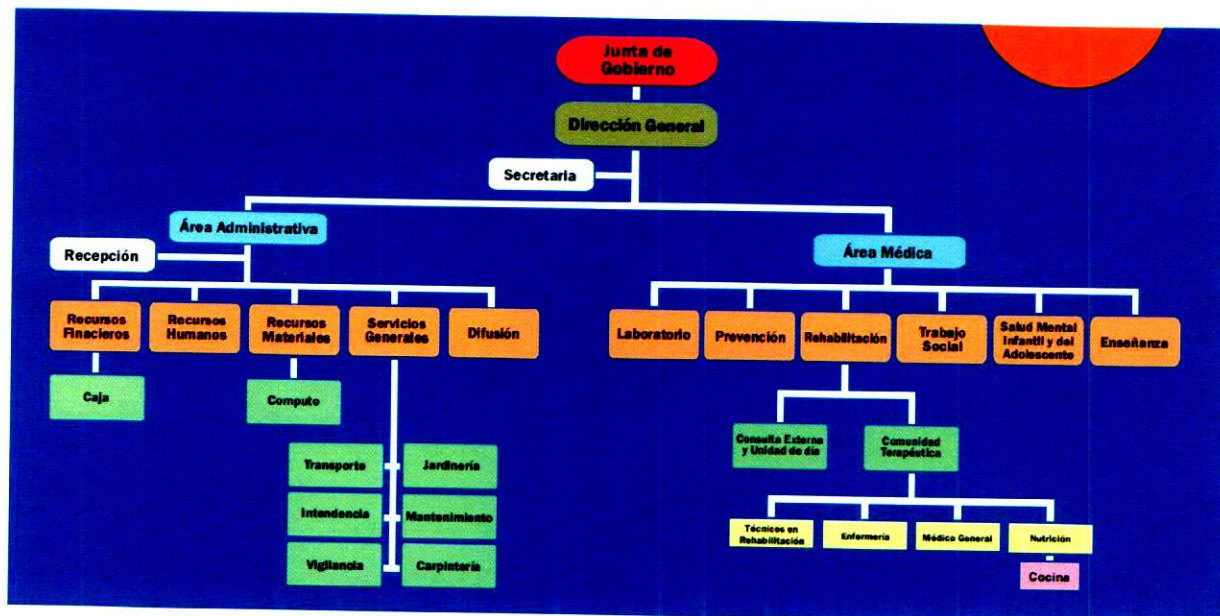 Junta de
Gobierno
Dirección General
Secretaria
Área Administrativa
Área Médica
Recepción
Recursos
Finacieros
Recursos
Humanos
Recursos
Materiales
Servicios
Generales
Difusión
Laboratorio
Prevención
Rehabilitación
Trabajo
Social
Salud Mental
Infantil y del
Adolescente
Enseñanza
Caja
Computo
Consulta Externa
y Unidad de día
Comunidad
Terapéutica
Transporte
Jardinería
Intendencia
Mantenimiento
Vigilancia
Carpintería
Técnicos en
Rehabilitación
Enfermería
Médico General
Nutrición
Cocina